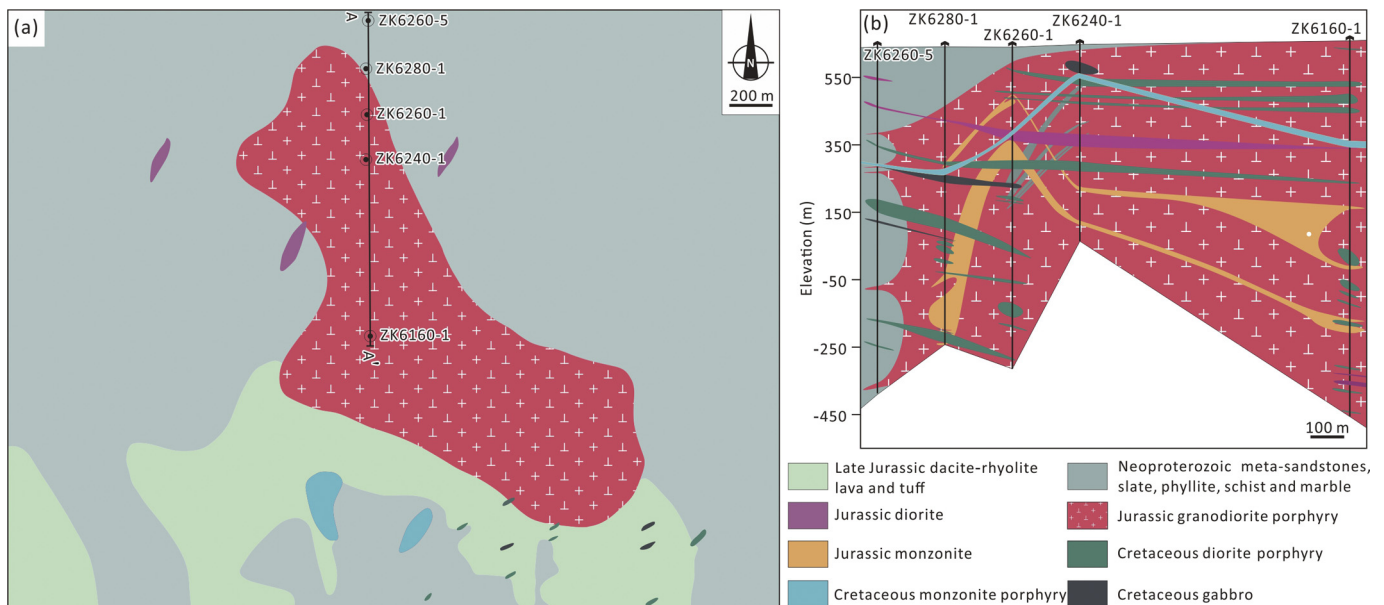 (a)
A
ZK6260-5
ZK6280-1
ZK6260-1
ZK6240-1
ZK6160-1
A'
N
200 m
(b)
ZK6280-1
ZK6240-1
ZK6260-1
ZK6160-1
ZK6260-5
550
350
150
-50
-250
-450
Elevation (m)
100 m
Late Jurassic dacite-rhyolite
lava and tuff
Jurassic diorite
Jurassic monzonite
Cretaceous monzonite porphyry
Neoproterozoic meta-sandstones,
slate, phyllite, schist and marble
Jurassic granodiorite porphyry
Cretaceous diorite porphyry
Cretaceous gabbro